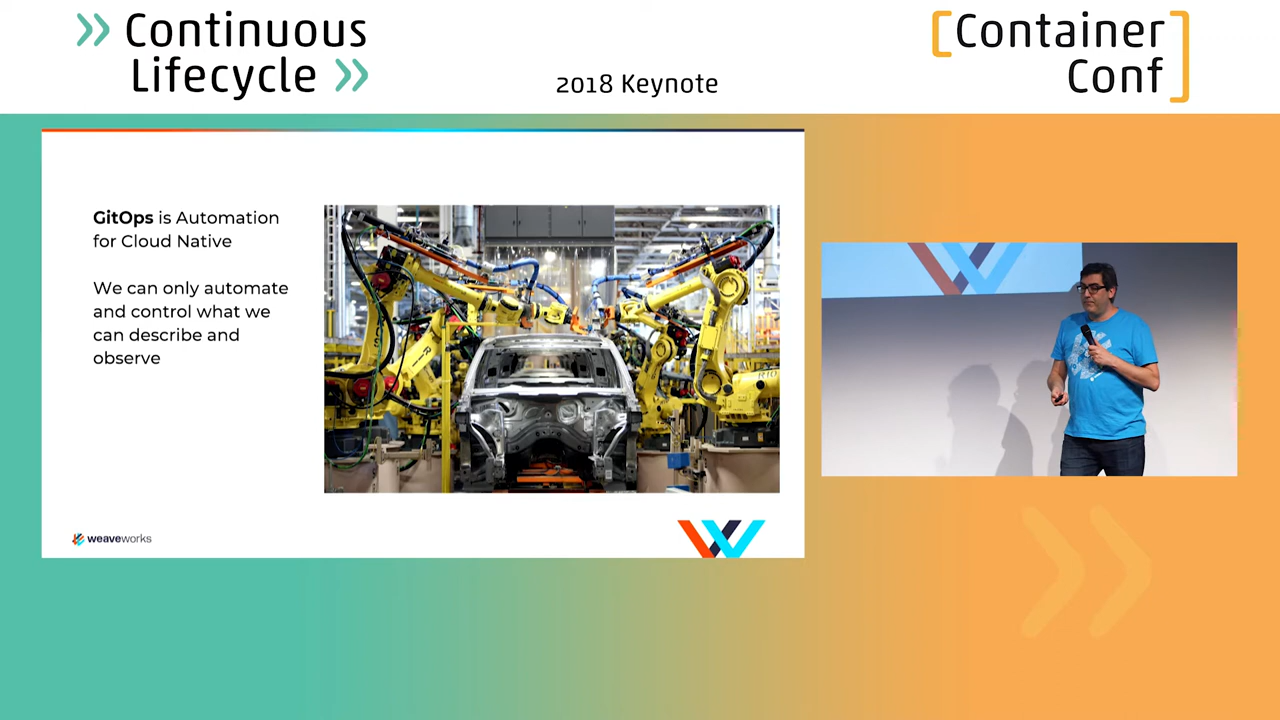 Continuous
Lifecycle
2018 Keynote
Container
Conf
GitOps is Automation
for Cloud Native
We can only automate
and control what we
can describe and
observe
weaveworks